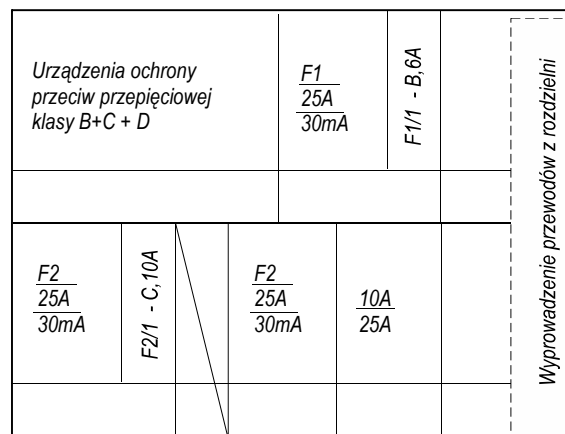 Urządzenia ochrony
przeciw przepięciowej
klasy B+C + D
F1
25A
30mA
F1/1 - B,6A
Wyprowadzenie przewodów z rozdzielni
F2
25A
30mA
F2/1 - C,10A
F2
25A
30mA
10A
25A